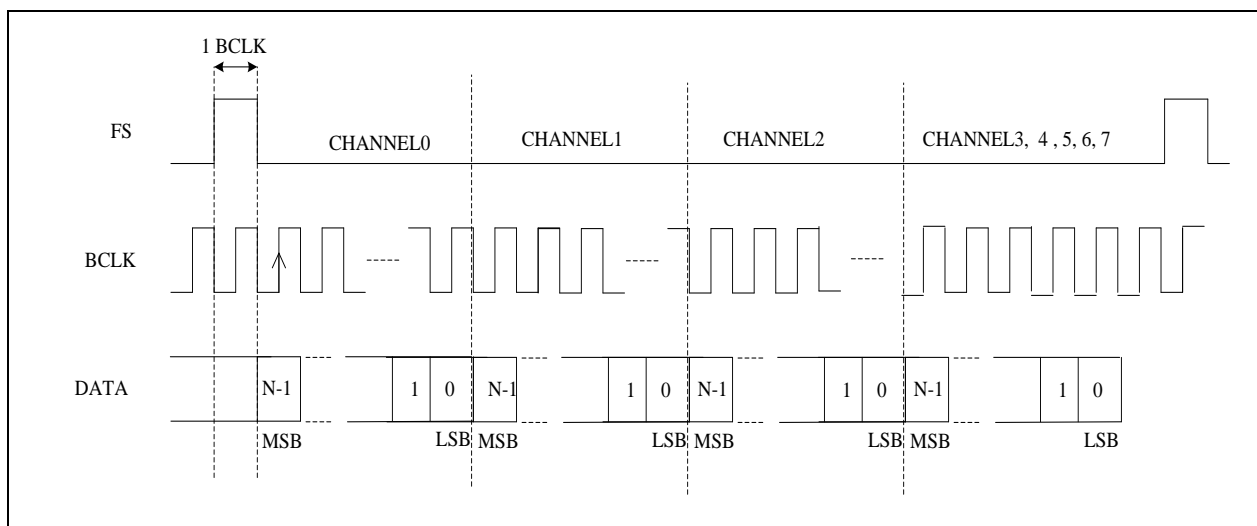 1 BCLK
FS
CHANNEL0
CHANNEL1
CHANNEL2
CHANNEL3, 4 , 5, 6, 7
BCLK
DATA
N-1
1
0
N-1
1
0
N-1
1
0
N-1
1
0
MSB
LSB
MSB
LSB
MSB
LSB
MSB
LSB